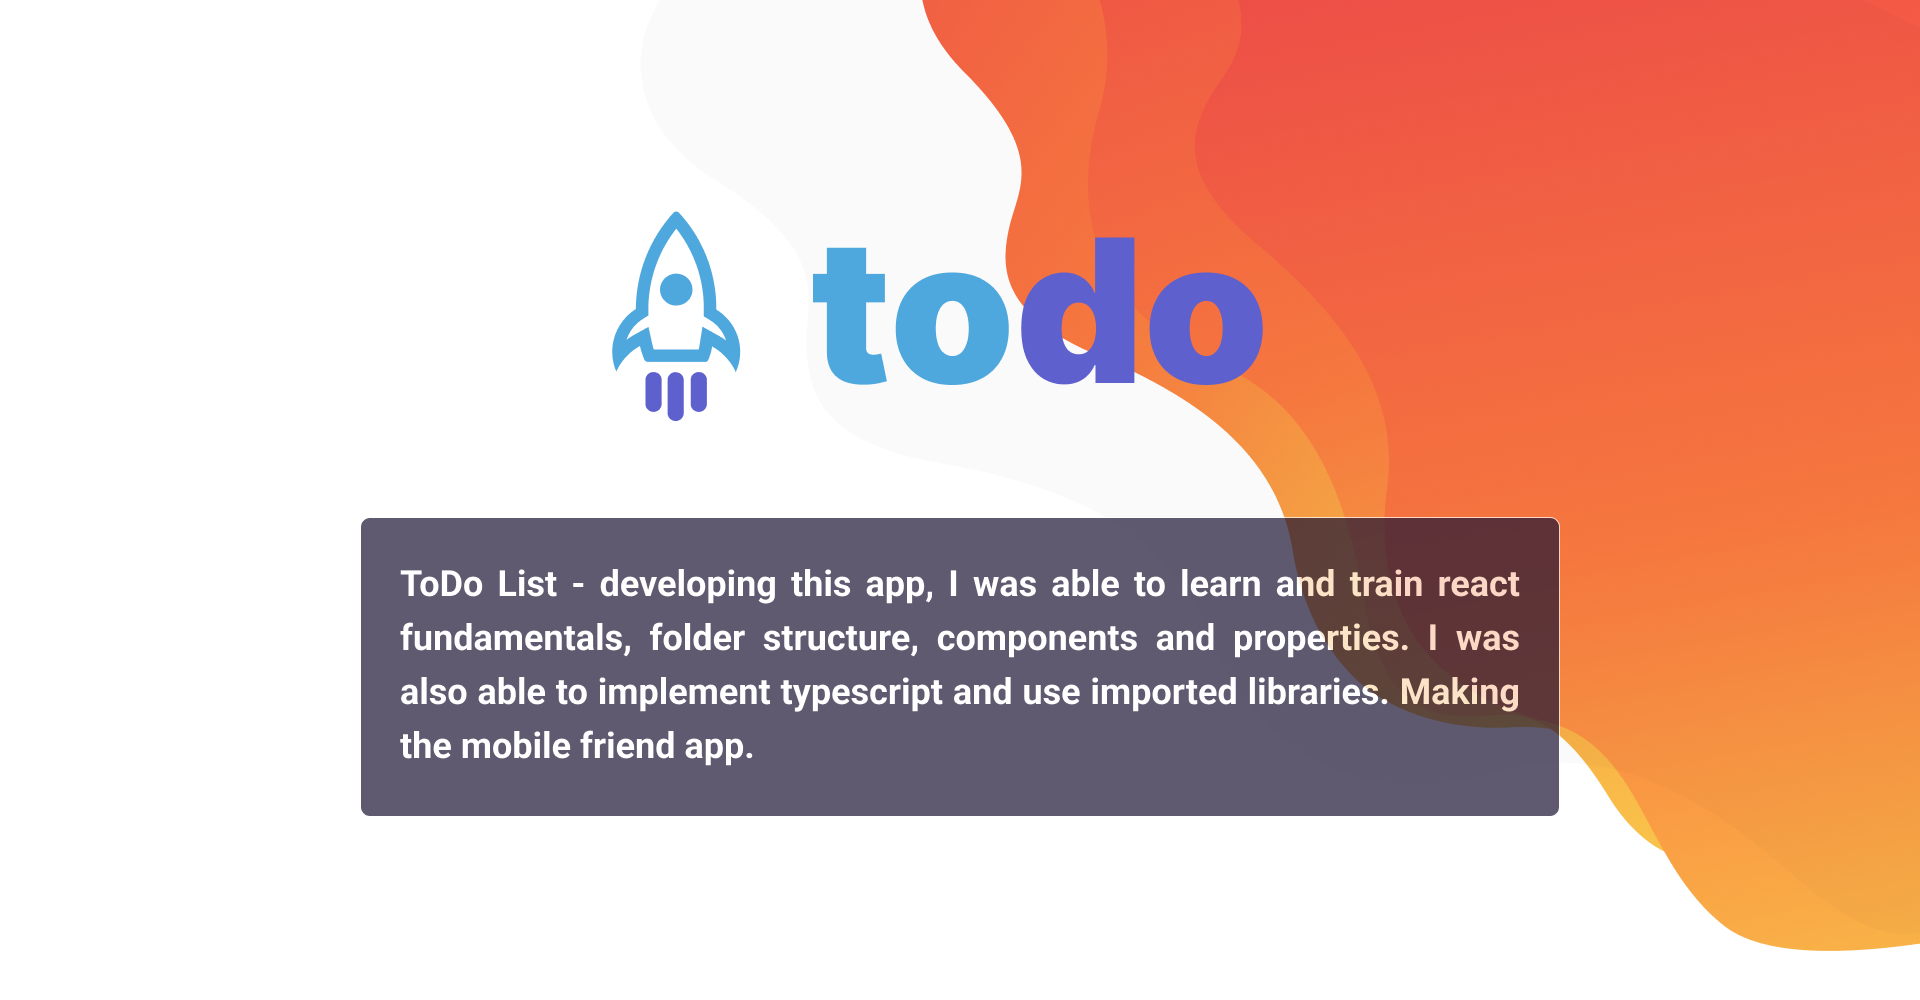 todo
ToDo List - developing this app, I was able to learn and train react
fundamentals, folder structure, components and properties. I was
also able to implement typescript and use imported libraries. Making
the mobile friend app.